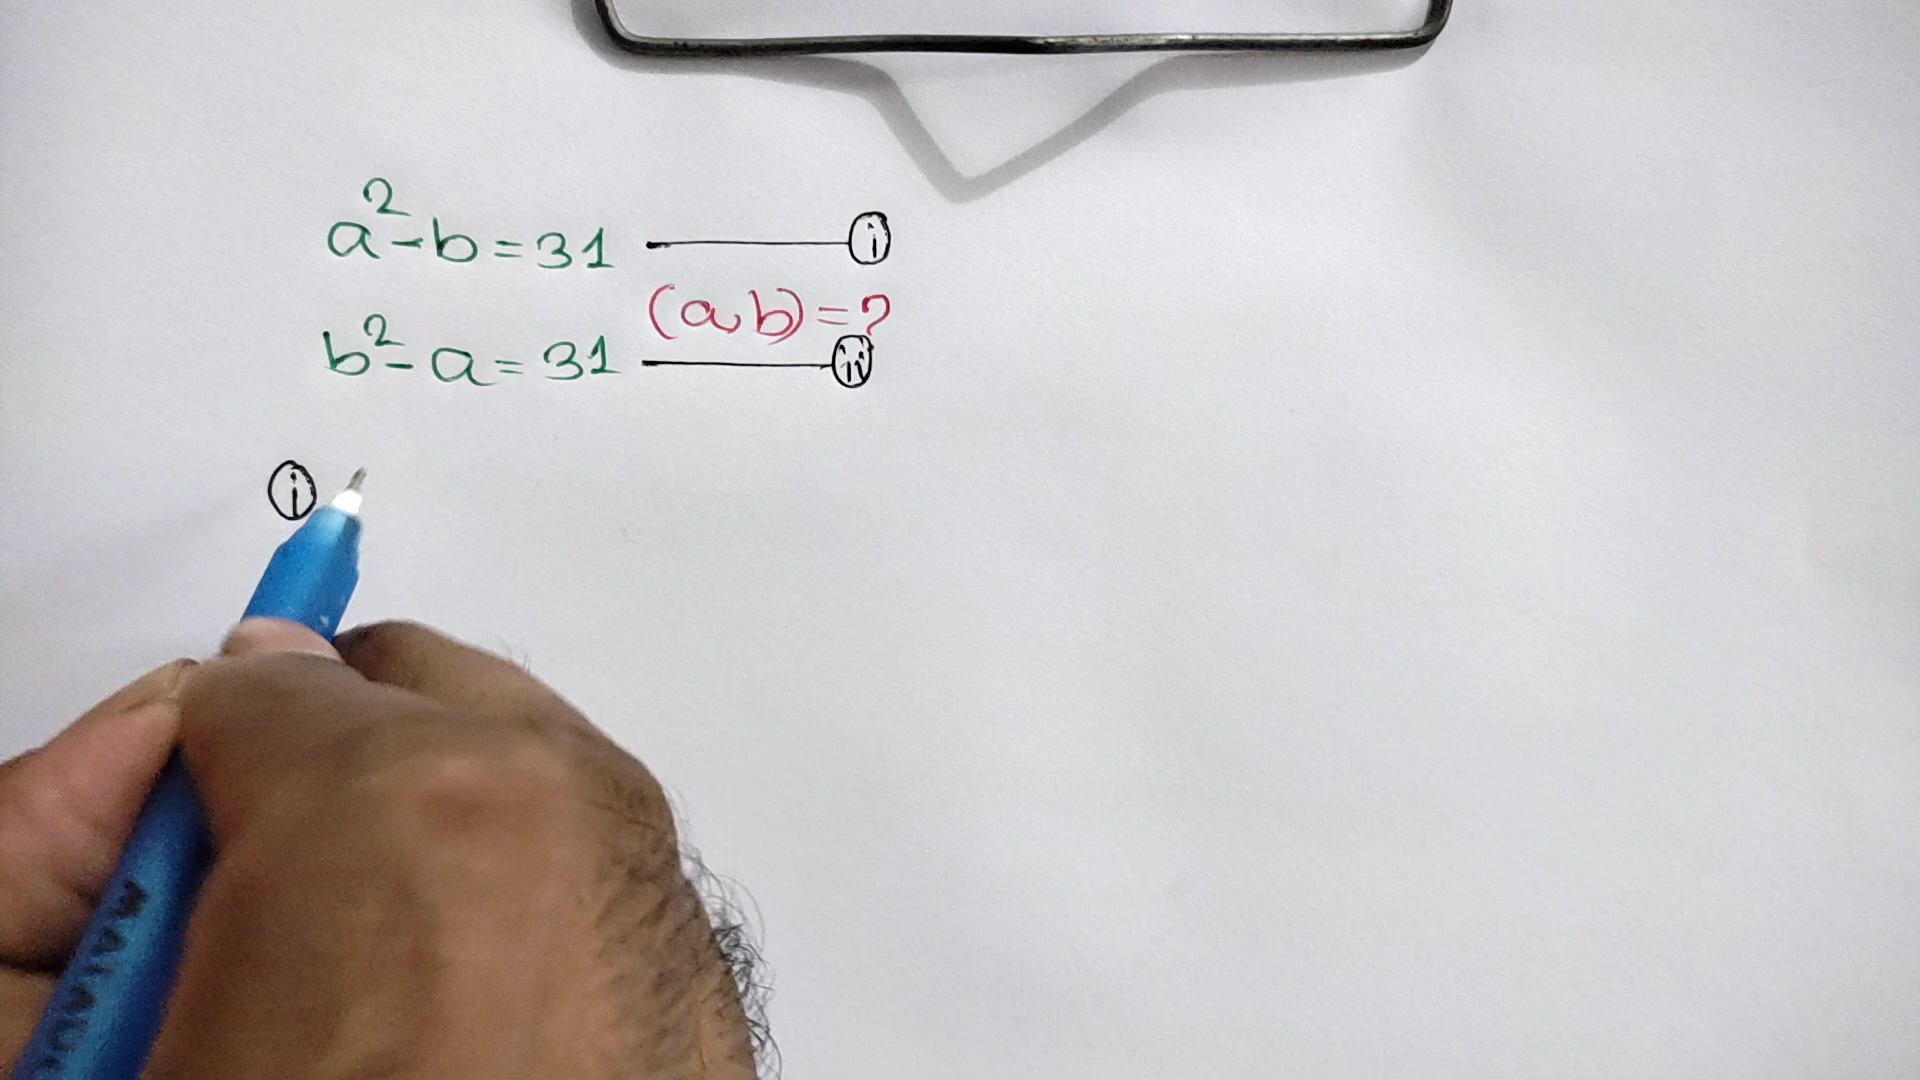 a²-b=31 ———— ⓘ
(a,b)=?
b²-a=31 ———— ⓘⓘ
ⓘ